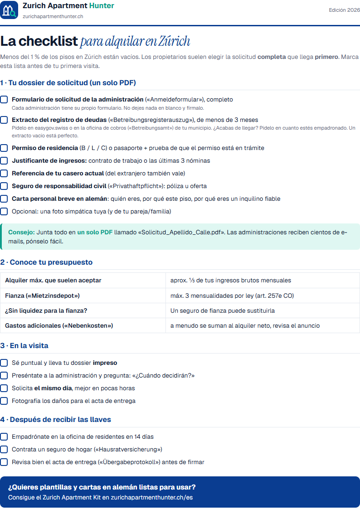 Zurich Apartment Hunter
zurichapartmenthunter.ch
Edición 2026
La checklist para alquilar en Zúrich
Menos del 1 % de los pisos en Zúrich están vacíos. Los propietarios suelen elegir la solicitud completa que llega primero. Marca
esta lista antes de tu primera visita.
1 · Tu dossier de solicitud (un solo PDF)
Formulario de solicitud de la administración («Anmeldeformular»), completo
Cada administración tiene su propio formulario. No dejes nada en blanco y fírmalo.
Extracto del registro de deudas («Betreibungsregisterauszug»), de menos de 3 meses
Pídelo en easygov.swiss o en la oficina de cobros («Betreibungsamt») de tu municipio. ¿Acabas de llegar? Pídelo en cuanto estés empadronado. Un
extracto vacío está perfecto.
Permiso de residencia (B / L / C) o pasaporte + prueba de que el permiso está en trámite
Justificante de ingresos: contrato de trabajo o las últimas 3 nóminas
Referencia de tu casero actual (del extranjero también vale)
Seguro de responsabilidad civil («Privathaftpflicht»): póliza u oferta
Carta personal breve en alemán: quién eres, por qué este piso, por qué eres un inquilino fiable
Opcional: una foto simpática tuya (y de tu pareja/familia)
Consejo: Junta todo en un solo PDF llamado «Solicitud_Apellido_Calle.pdf». Las administraciones reciben cientos de e-
mails, pónselo fácil.
2 · Conoce tu presupuesto
Alquiler máx. que suelen aceptar aprox. ⅓ de tus ingresos brutos mensuales
Fianza («Mietzinsdepot») máx. 3 mensualidades por ley (art. 257e CO)
¿Sin liquidez para la fianza? Un seguro de fianza puede sustituirla
Gastos adicionales («Nebenkosten») a menudo se suman al alquiler neto, revisa el anuncio
3 · En la visita
Sé puntual y lleva tu dossier impreso
Preséntate a la administración y pregunta: «¿Cuándo decidirán?»
Solicita el mismo día, mejor en pocas horas
Fotografía los daños para el acta de entrega
4 · Después de recibir las llaves
Empadrónate en la oficina de residentes en 14 días
Contrata un seguro de hogar («Hausratversicherung»)
Revisa bien el acta de entrega («Übergabeprotokoll») antes de firmar
¿Quieres plantillas y cartas en alemán listas para usar?
Consigue el Zurich Apartment Kit en zurichapartmenthunter.ch/es